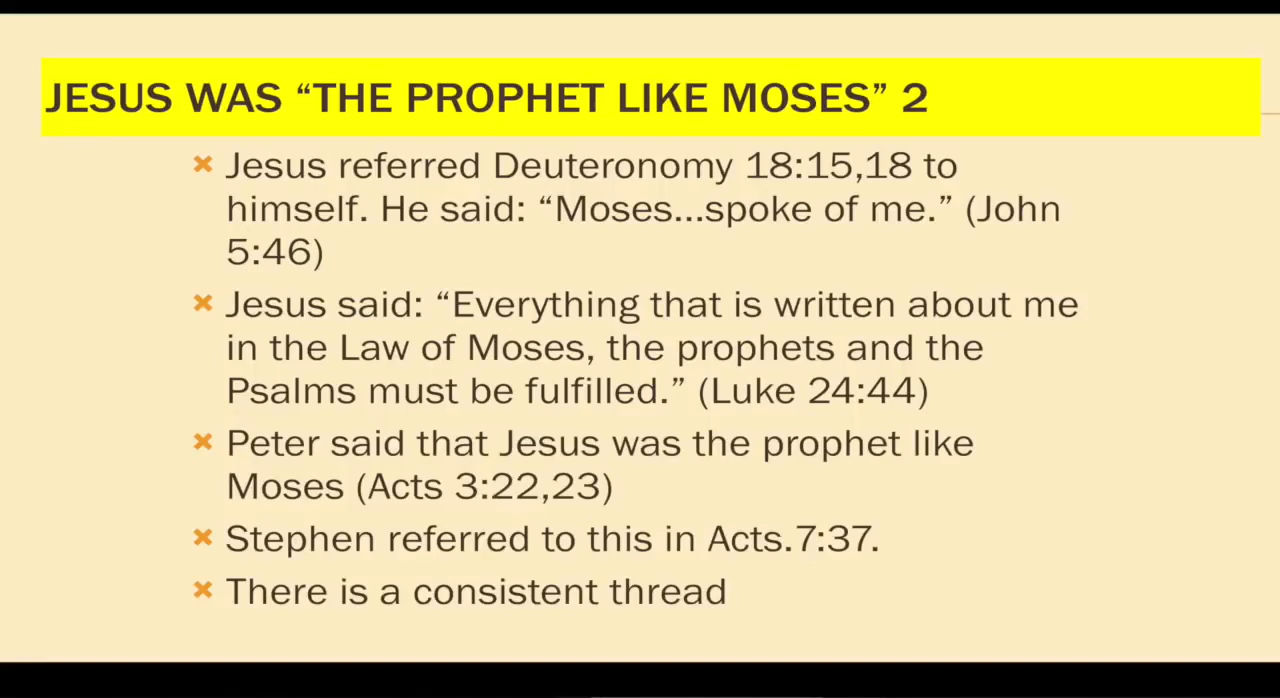 JESUS WAS “THE PROPHET LIKE MOSES” 2
Jesus referred Deuteronomy 18:15,18 to
himself. He said: “Moses...spoke of me.” (John
5:46)
Jesus said: “Everything that is written about me
in the Law of Moses, the prophets and the
Psalms must be fulfilled.” (Luke 24:44)
Peter said that Jesus was the prophet like
Moses (Acts 3:22,23)
Stephen referred to this in Acts.7:37.
There is a consistent thread